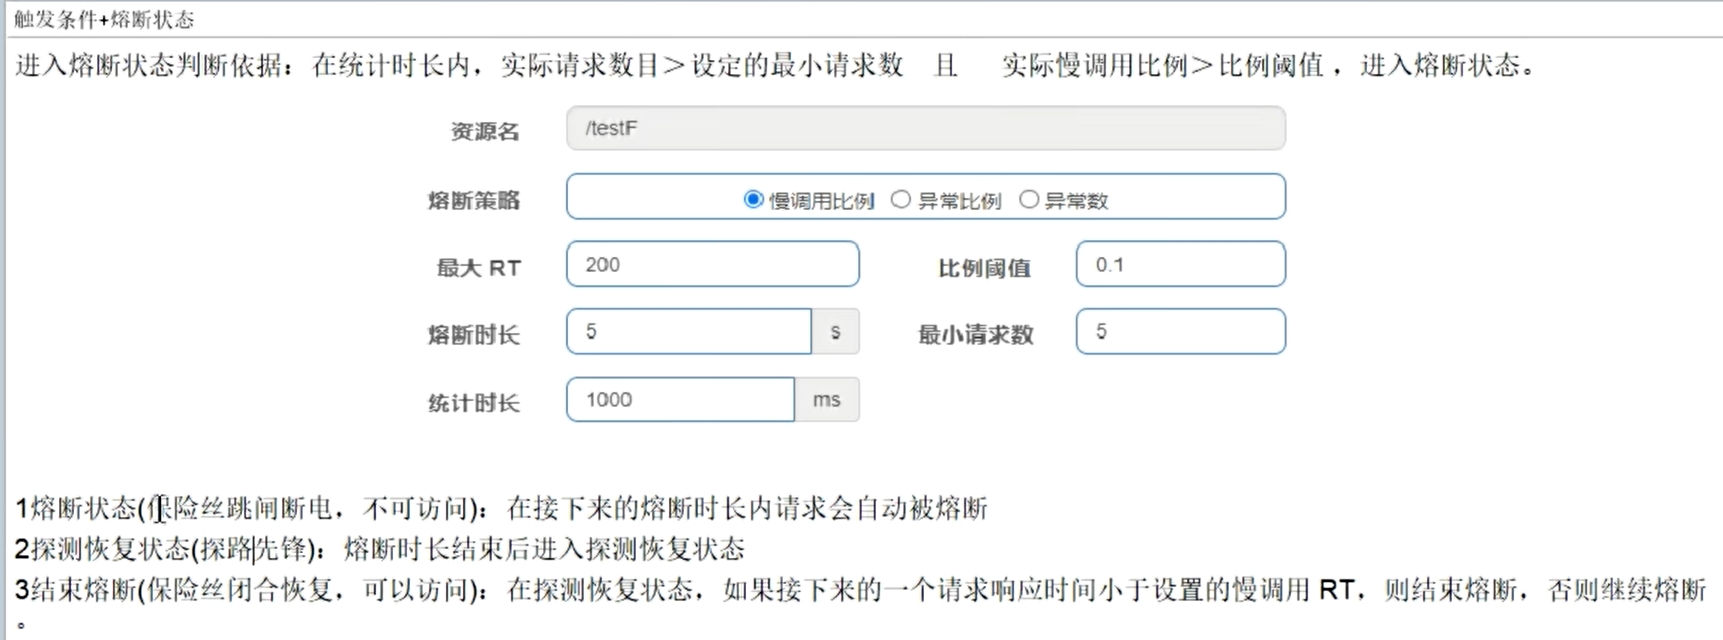 触发条件+熔断状态
进入熔断状态判断依据：在统计时长内，实际请求数目＞设定的最小请求数 且 实际慢调用比例＞比例阈值，进入熔断状态。
资源名 /testF
熔断策略 慢调用比例 异常比例 异常数
最大 RT 200 比例阈值 0.1
熔断时长 5 s 最小请求数 5
统计时长 1000 ms
1熔断状态(保险丝跳闸断电，不可访问)：在接下来的熔断时长内请求会自动被熔断
2探测恢复状态(探路先锋)：熔断时长结束后进入探测恢复状态
3结束熔断(保险丝闭合恢复，可以访问)：在探测恢复状态，如果接下来的一个请求响应时间小于设置的慢调用 RT，则结束熔断，否则继续熔断
。